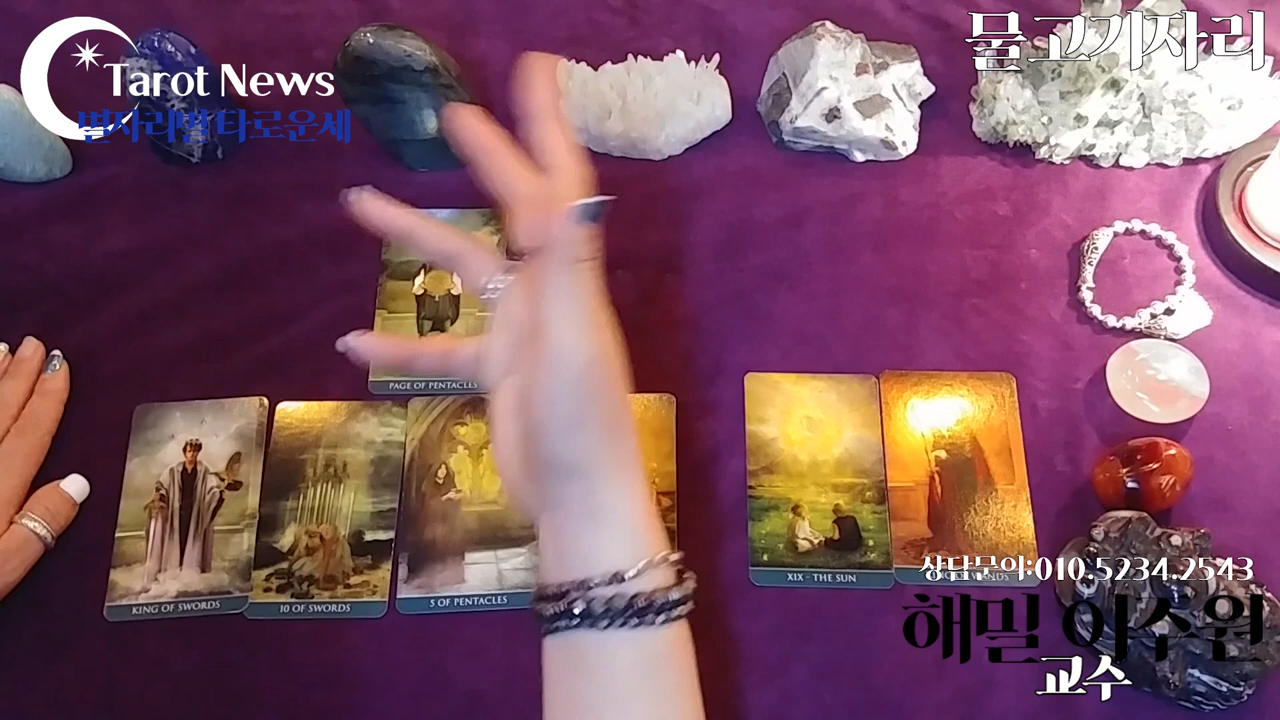 Tarot News
별자리별 타로운세
물고기자리
PAGE OF PENTACLES
KING OF SWORDS
10 OF SWORDS
5 OF PENTACLES
XIX - THE SUN
상담문의:010.5234.2543
해밀 이수원
교수